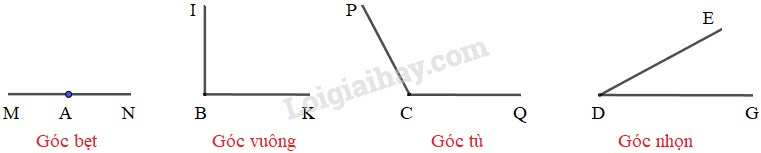 I
P
E
M A N
B K
C Q
D G
Góc bẹt
Góc vuông
Góc tù
Góc nhọn
Loigiaihay.com